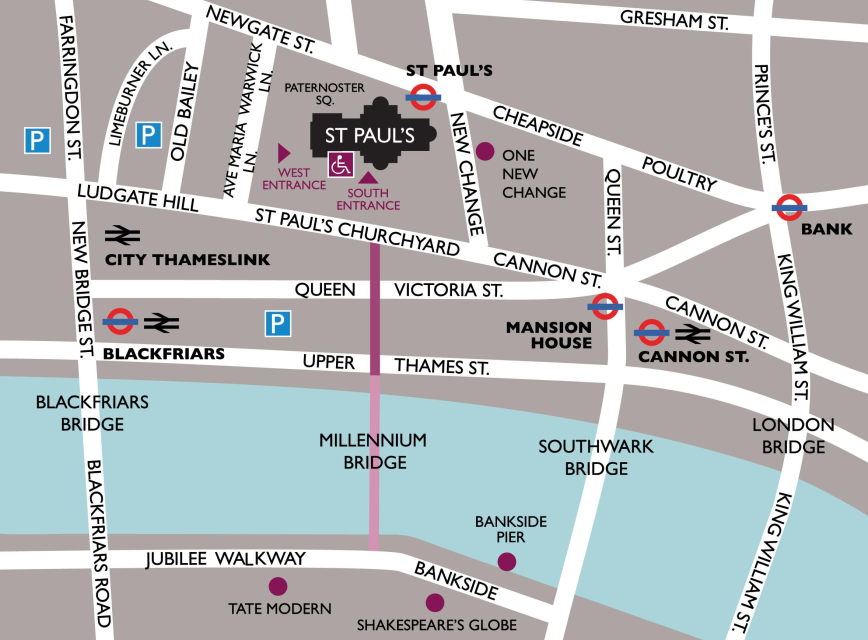 NEWGATE ST.
GRESHAM ST.
FARRINGDON ST.
LIMEBURNER LN.
OLD BAILEY
AVE MARIA
LN.
WARWICK
LN.
PATERNOSTER
SQ.
ST PAUL'S
ST PAUL'S
PRINCE'S ST.
CHEAPSIDE
POULTRY
P
P
WEST
ENTRANCE
SOUTH
ENTRANCE
NEW CHANGE
ONE
NEW
CHANGE
QUEEN ST.
BANK
LUDGATE HILL
ST PAUL'S CHURCHYARD
CANNON ST.
CITY THAMESLINK
NEW BRIDGE ST.
QUEEN VICTORIA ST.
KING WILLIAM ST.
P
BLACKFRIARS
MANSION
HOUSE
CANNON ST.
CANNON ST.
UPPER THAMES ST.
BLACKFRIARS
BRIDGE
MILLENNIUM
BRIDGE
SOUTHWARK
BRIDGE
LONDON
BRIDGE
BLACKFRIARS ROAD
KING WILLIAM ST.
BANKSIDE
PIER
JUBILEE WALKWAY
BANKSIDE
TATE MODERN
SHAKESPEARE'S GLOBE